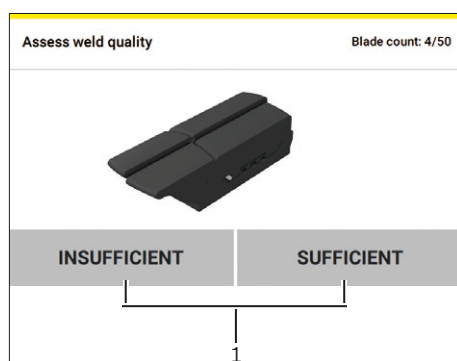 Assess weld quality
Blade count: 4/50
INSUFFICIENT
SUFFICIENT
1